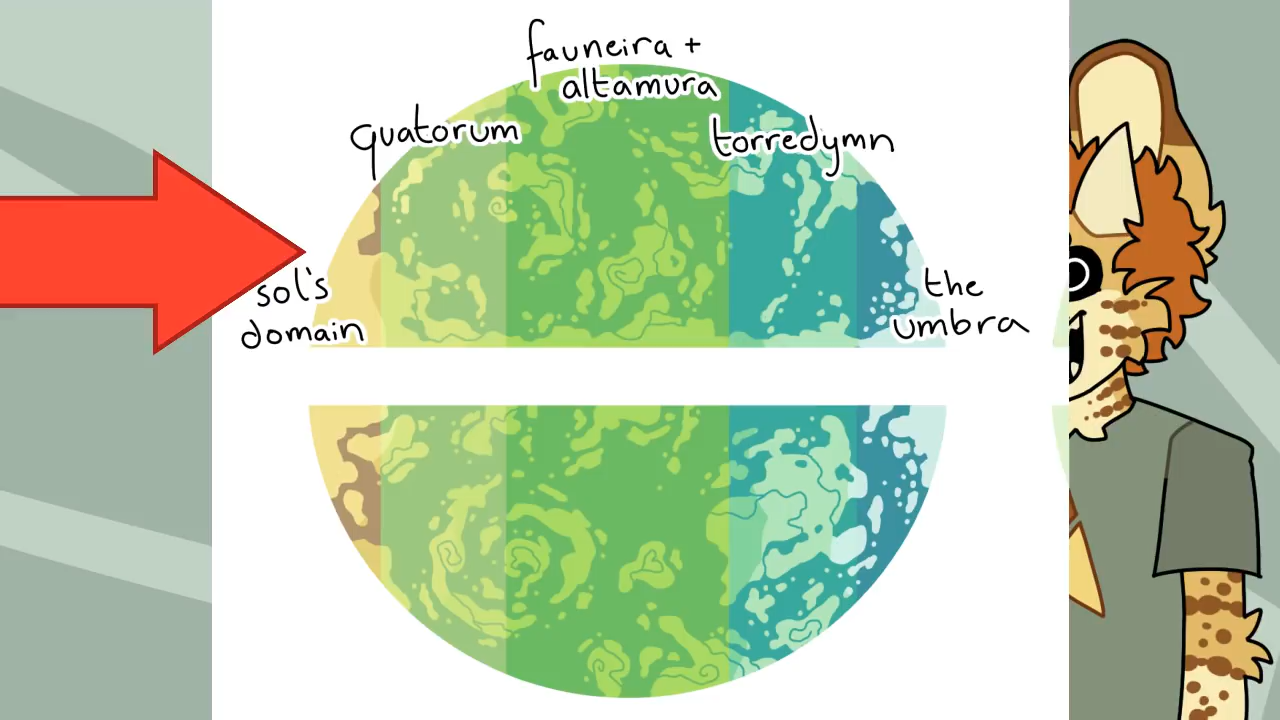 fauneira +
altamura
quatorum
torredymn
sol's
domain
the
umbra